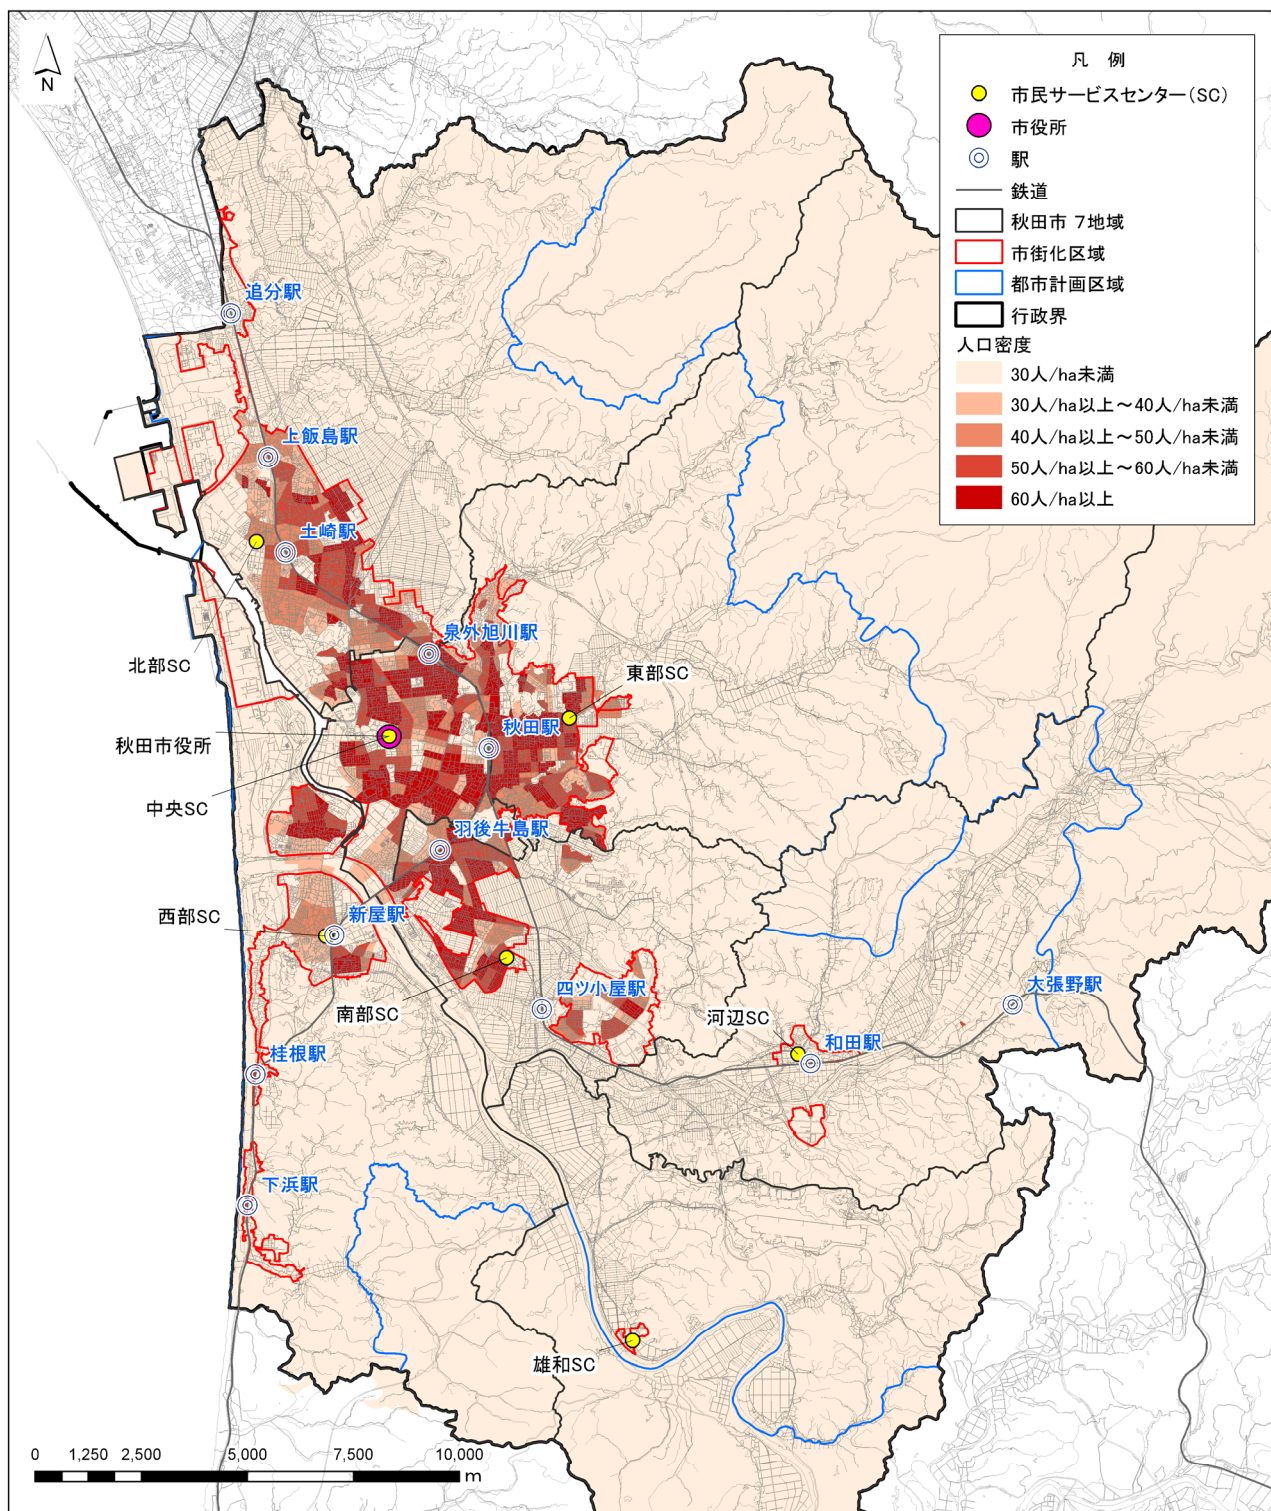 N
凡 例
市民サービスセンター(SC)
市役所
駅
鉄道
秋田市 7地域
市街化区域
都市計画区域
行政界
人口密度
30人/ha未満
30人/ha以上～40人/ha未満
40人/ha以上～50人/ha未満
50人/ha以上～60人/ha未満
60人/ha以上
追分駅
上飯島駅
土崎駅
泉外旭川駅
北部SC
東部SC
秋田駅
秋田市役所
中央SC
羽後牛島駅
西部SC
新屋駅
南部SC
四ツ小屋駅
大張野駅
河辺SC
和田駅
桂根駅
下浜駅
雄和SC
0 1,250 2,500 5,000 7,500 10,000
m